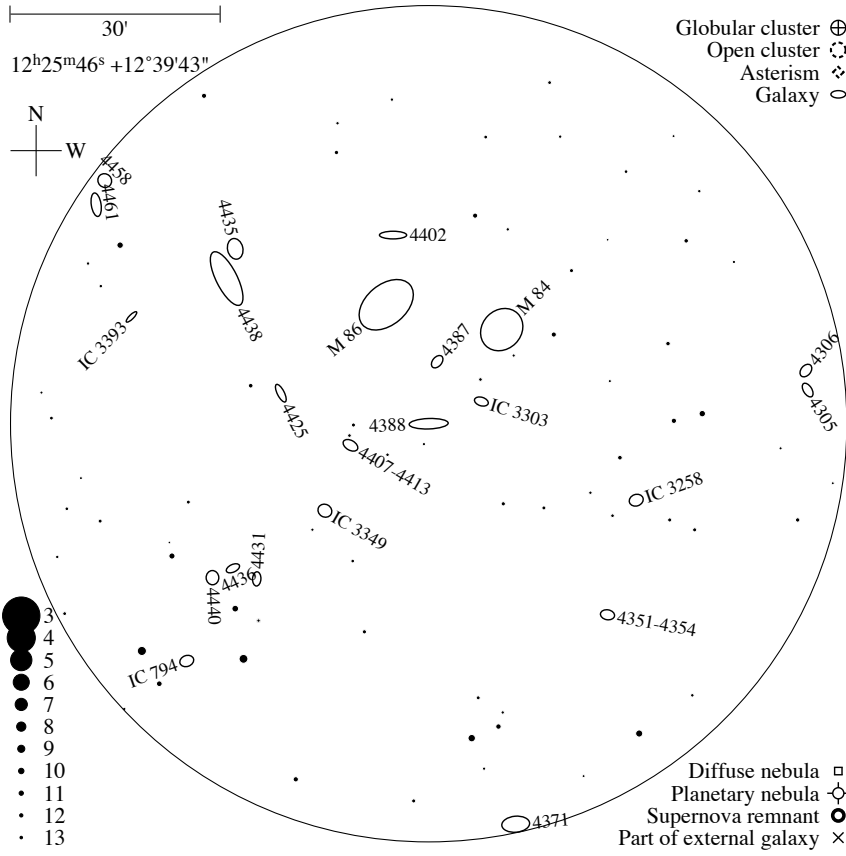 30'
12h25m46s +12°39'43"
N
W
Globular cluster
Open cluster
Asterism
Galaxy
4458
4461
4435
4402
4438
M 86
M 84
4387
IC 3393
4306
4305
4425
4388
IC 3303
4407-4413
IC 3258
IC 3349
4431
4436
4440
4351-4354
IC 794
4371
3
4
5
6
7
8
9
10
11
12
13
Diffuse nebula
Planetary nebula
Supernova remnant
Part of external galaxy